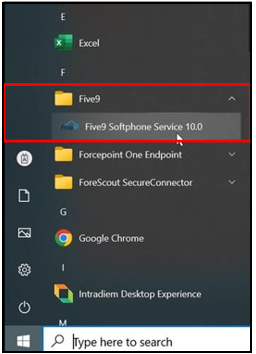 E
Excel
F
Five9
Five9 Softphone Service 10.0
Forcepoint One Endpoint
ForeScout SecureConnector
G
Google Chrome
I
Intradiem Desktop Experience
M
Type here to search